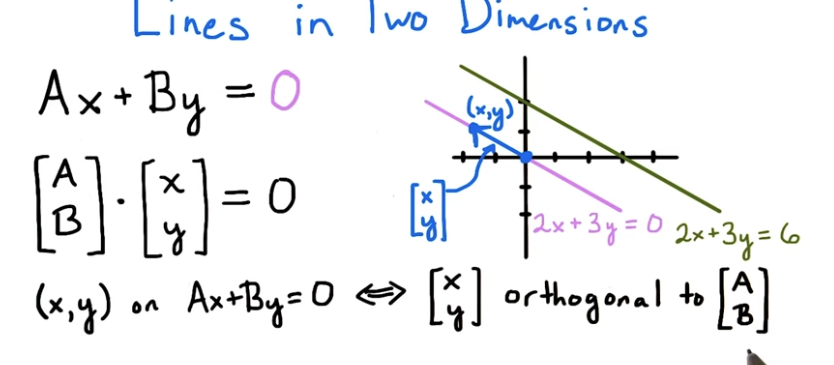 Lines in Two Dimensions
Ax + By = 0
[A B] · [x y] = 0
(x,y)
[x y]
2x+3y = 0
2x+3y = 6
(x,y) on Ax+By=0 ⟺ [x y] orthogonal to [A B]